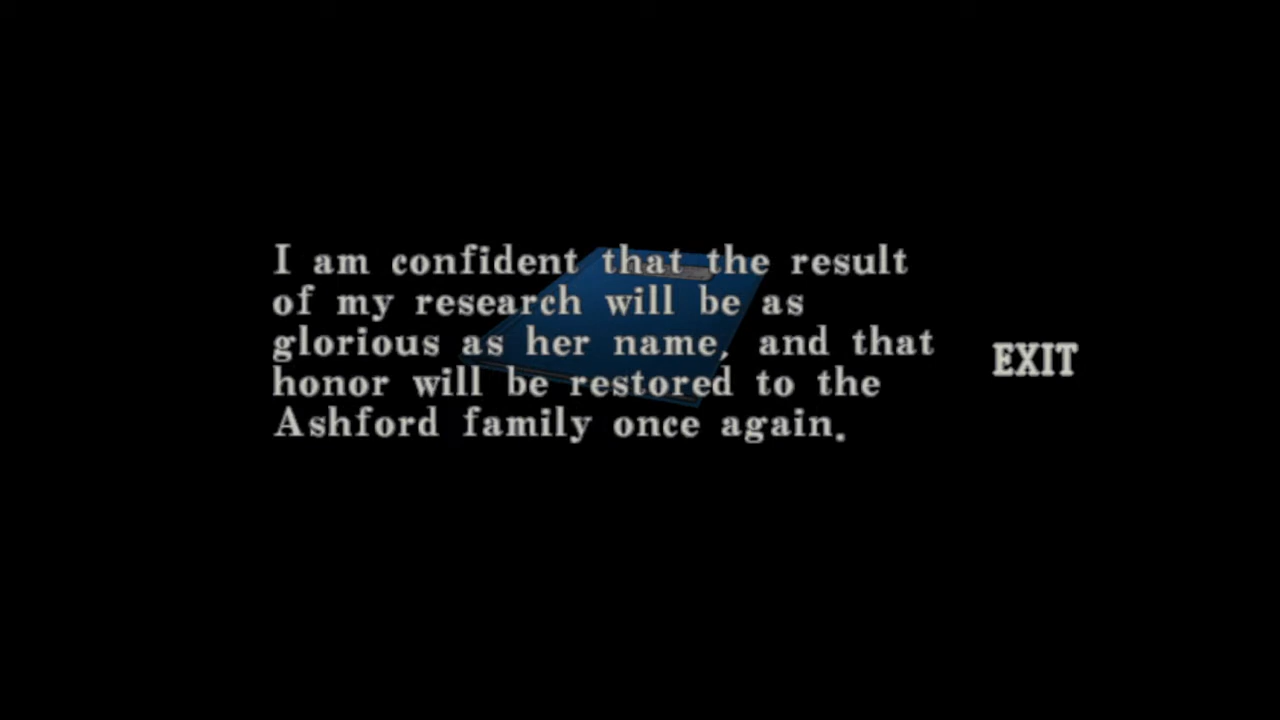 I am confident that the result
of my research will be as
glorious as her name, and that
honor will be restored to the
Ashford family once again.
EXIT